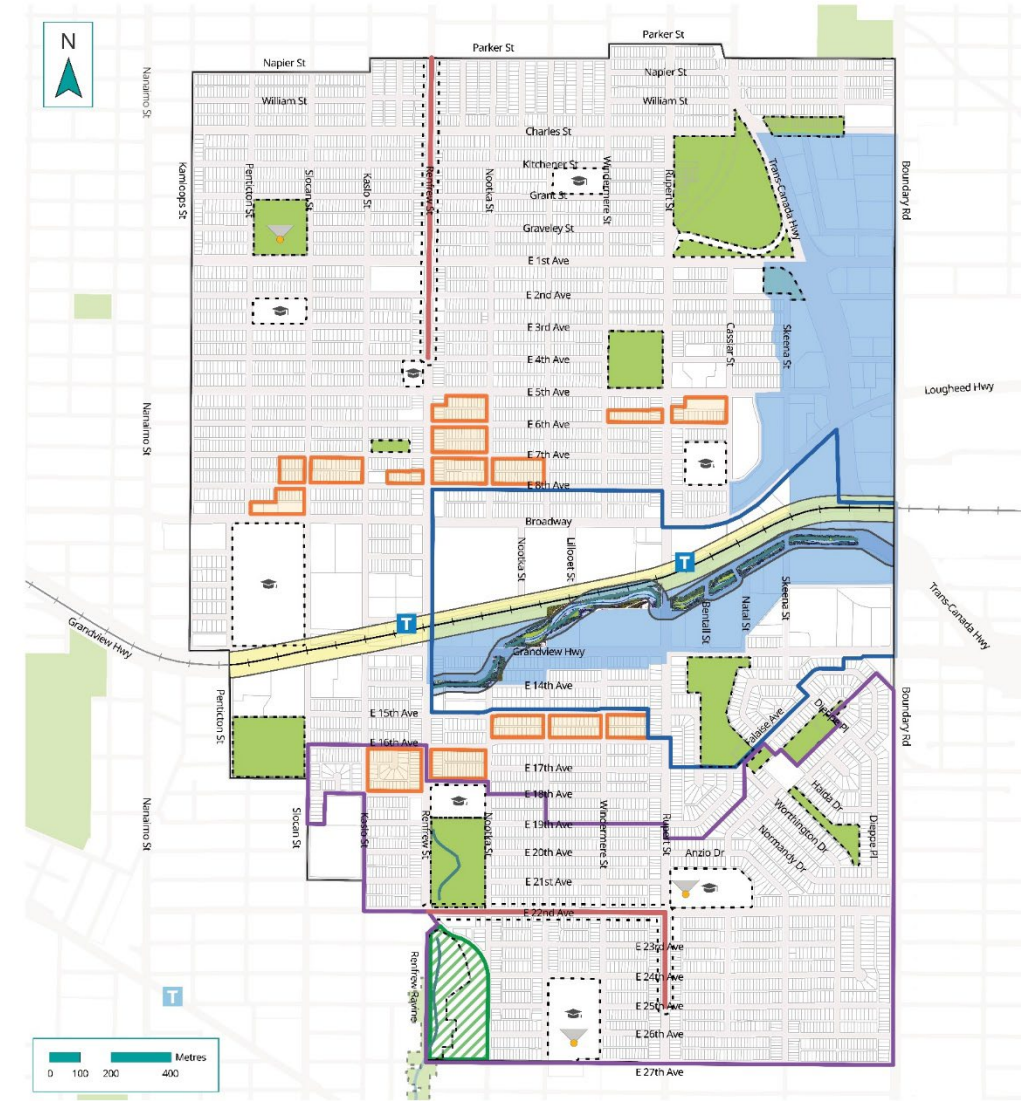 N
Parker St
Parker St
Napier St
Napier St
Nanaimo St
William St
William St
Charles St
Kitchener St
Grant St
Graveley St
Kamloops St
Penticton St
Slocan St
Kaslo St
Renfrew St
Nootka St
Windermere St
Rupert St
Trans-Canada Hwy
Boundary Rd
E 1st Ave
E 2nd Ave
E 3rd Ave
E 4th Ave
E 5th Ave
E 6th Ave
E 7th Ave
E 8th Ave
Cassiar St
Skeena St
Lougheed Hwy
Nanaimo St
Broadway
Nootka St
Lillooet St
T
T
Skeena St
Bentall St
Natal St
Grandview Hwy
Trans-Canada Hwy
Grandview Hwy
Penticton St
E 14th Ave
E 15th Ave
E 16th Ave
E 17th Ave
E 18th Ave
E 19th Ave
E 20th Ave
E 21st Ave
E 22nd Ave
Falaise Ave
Dieppe Pl
Boundary Rd
Haida Dr
Worthington Dr
Normandy Dr
Dieppe Pl
Anzio Dr
Nanaimo St
Slocan St
Kaslo St
Renfrew St
Nootka St
Windermere St
Rupert St
E 23rd Ave
E 24th Ave
E 25th Ave
E 26th Ave
E 27th Ave
Renfrew Ravine
T
Metres
0 100 200 400